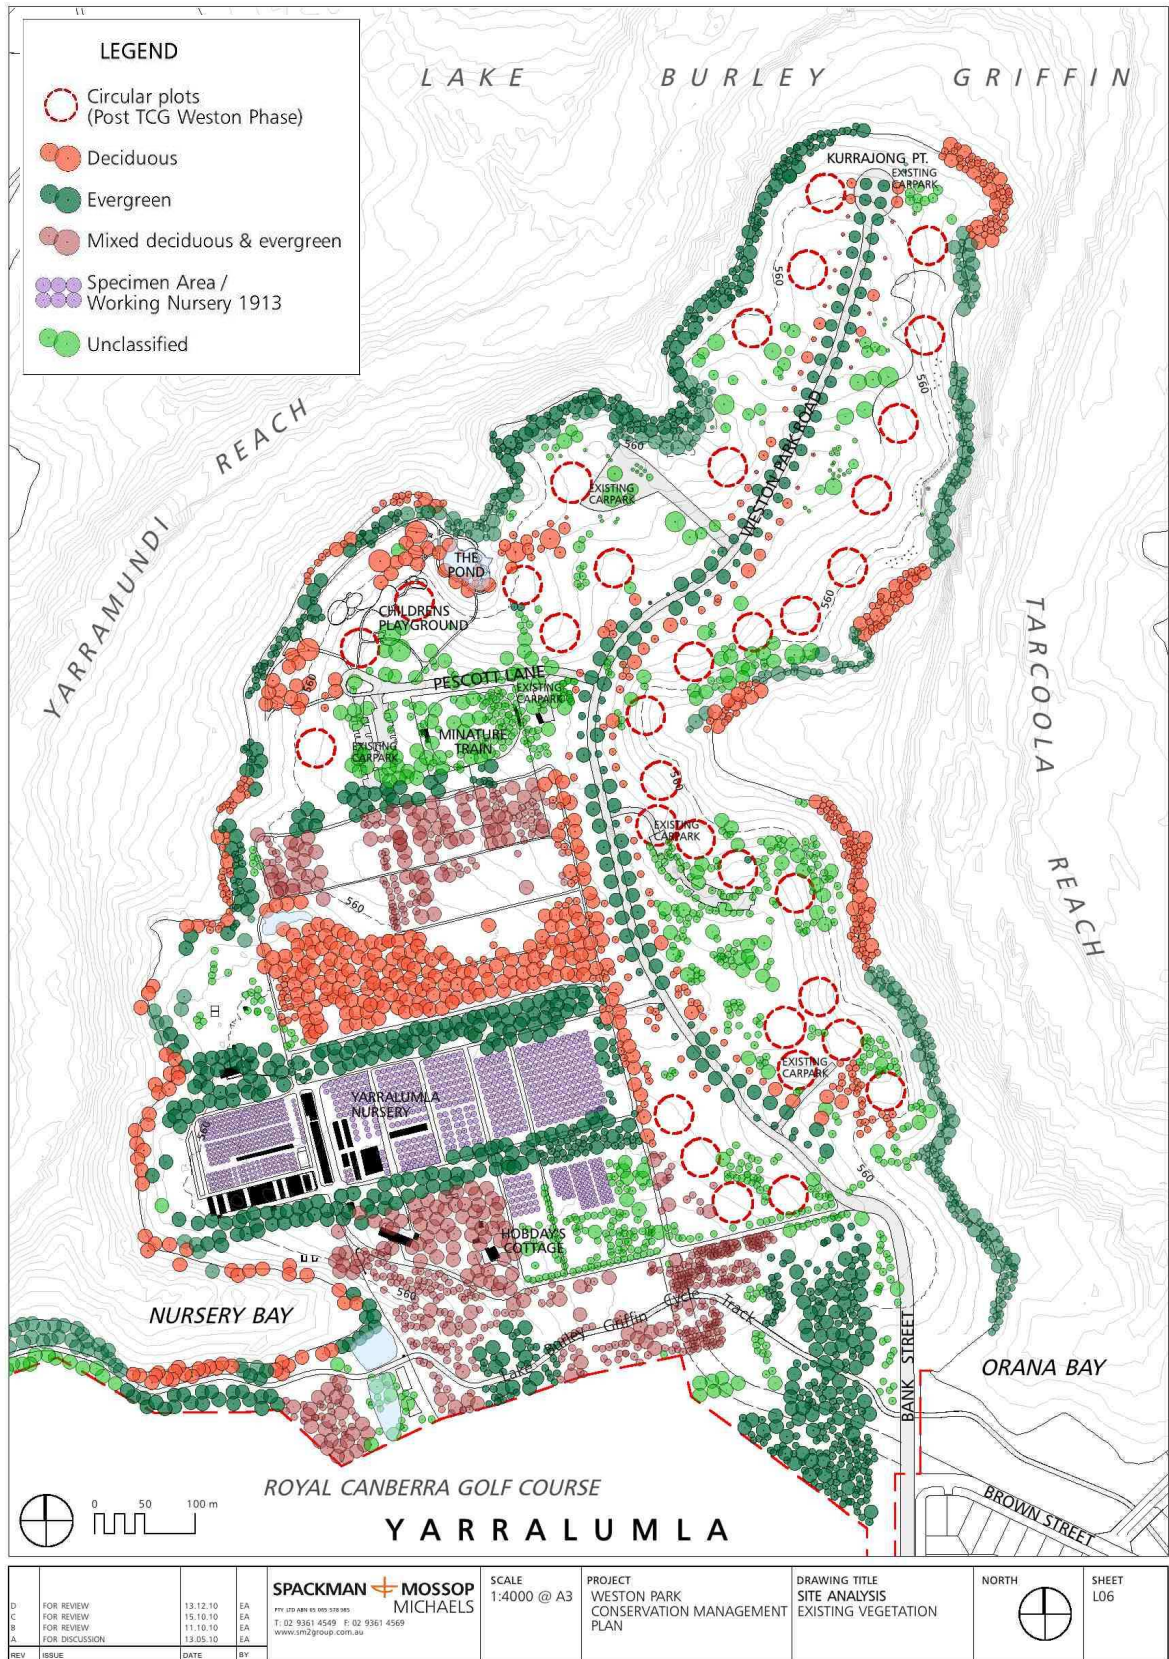 LEGEND
Circular plots
(Post TCG Weston Phase)
Deciduous
Evergreen
Mixed deciduous & evergreen
Specimen Area /
Working Nursery 1913
Unclassified
LAKE BURLEY GRIFFIN
KURRAJONG PT.
EXISTING
CARPARK
560
560
WESTON PARK ROAD
560
EXISTING
CARPARK
YARRAMUNDI REACH
THE
POND
CHILDRENS
PLAYGROUND
560
TARCOOLA REACH
560
PESCOTT LANE
EXISTING
CARPARK
MINATURE
TRAIN
EXISTING
CARPARK
560
EXISTING
CARPARK
560
EXISTING
CARPARK
YARRALUMLA
NURSERY
560
560
HOBDAY'S
COTTAGE
560
Lake Burley Griffin Cycle Track
NURSERY BAY
BANK STREET
ORANA BAY
ROYAL CANBERRA GOLF COURSE
BROWN STREET
0 50 100 m
YARRALUMLA
D FOR REVIEW 13.12.10 EA
C FOR REVIEW 15.10.10 EA
B FOR REVIEW 11.10.10 EA
A FOR DISCUSSION 13.05.10 EA
REV ISSUE DATE BY
SPACKMAN MOSSOP
MICHAELS
T: 02 9361 4549 F: 02 9361 4569
www.sm2group.com.au
SCALE
1:4000 @ A3
PROJECT
WESTON PARK
CONSERVATION MANAGEMENT
PLAN
DRAWING TITLE
SITE ANALYSIS
EXISTING VEGETATION
NORTH
SHEET
L06